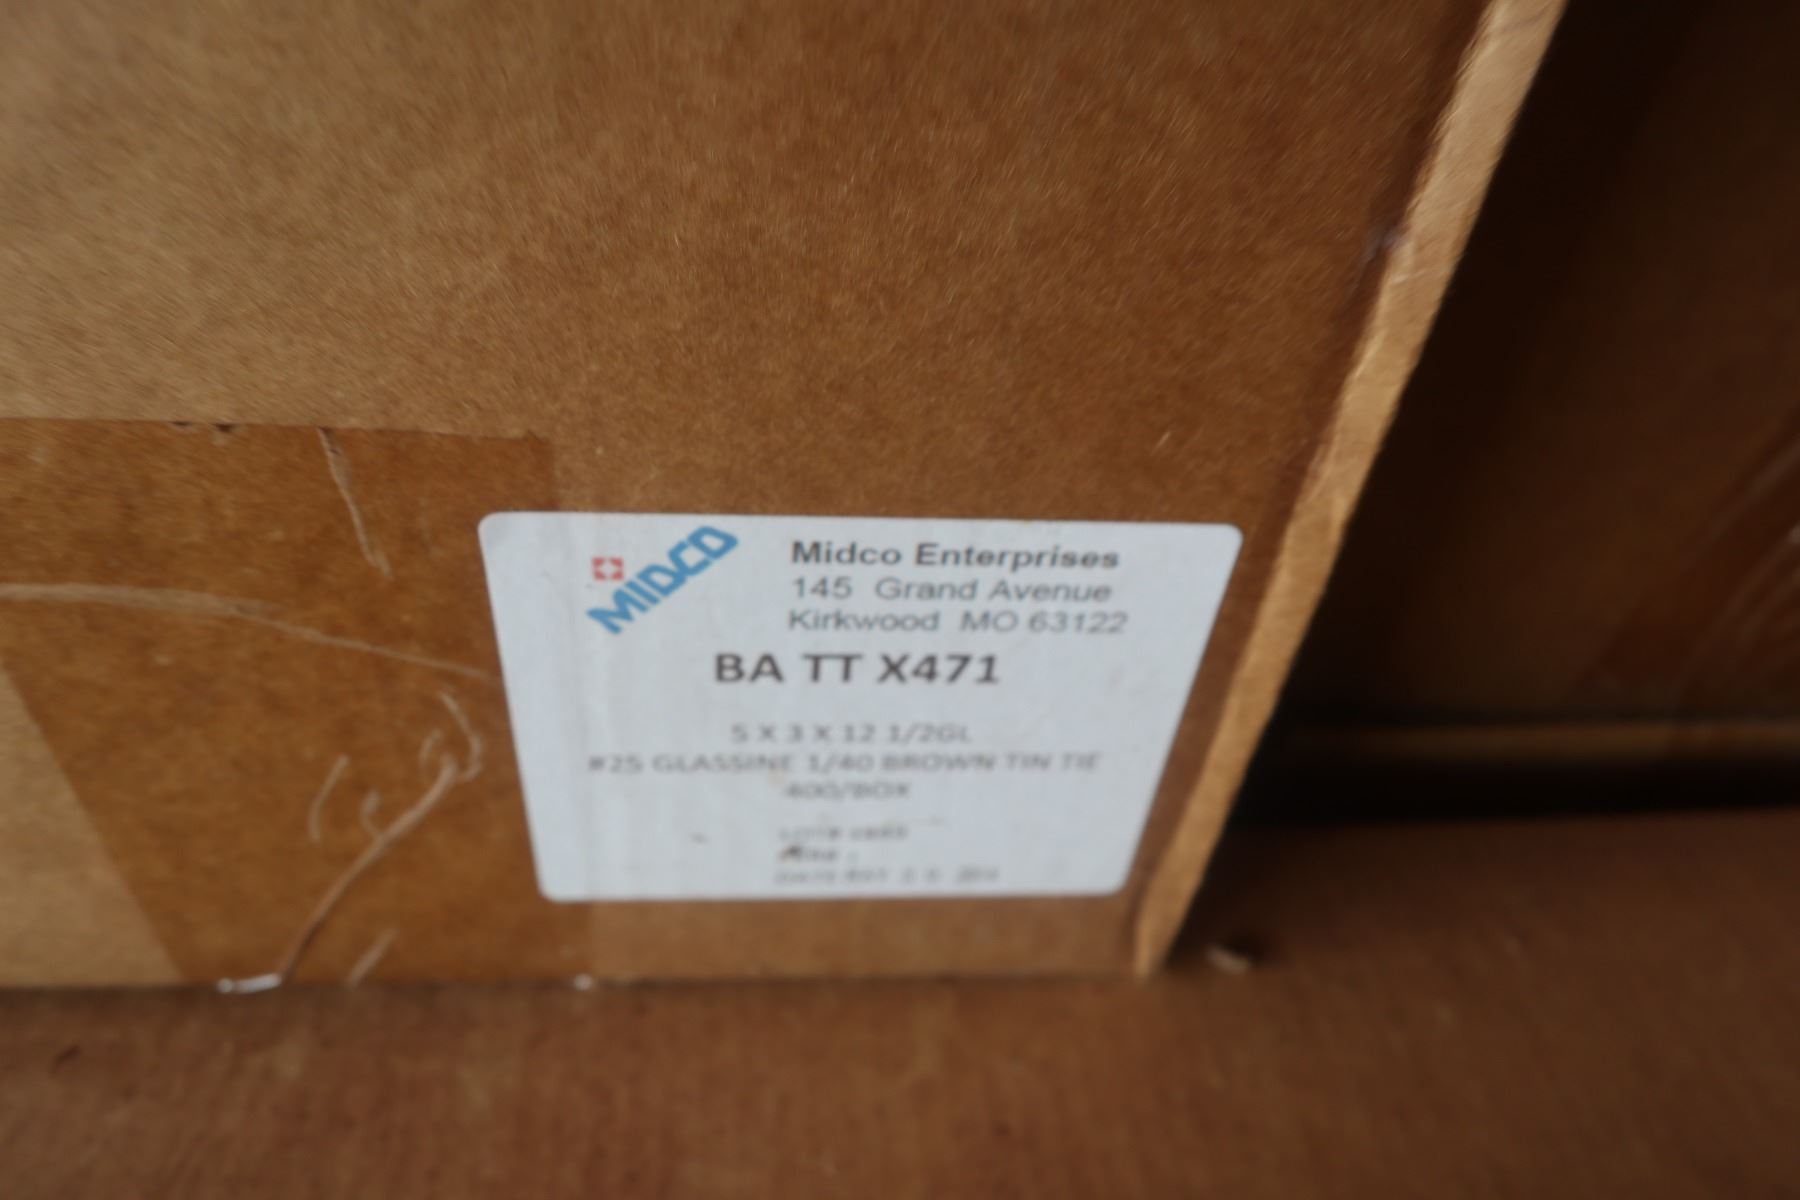 MIDCO
Midco Enterprises
145 Grand Avenue
Kirkwood MO 63122
BA TT X471
5 X 3 X 12 1/2GL
#25 GLASSINE 1/40 BROWN TIN TIE
400/BOX